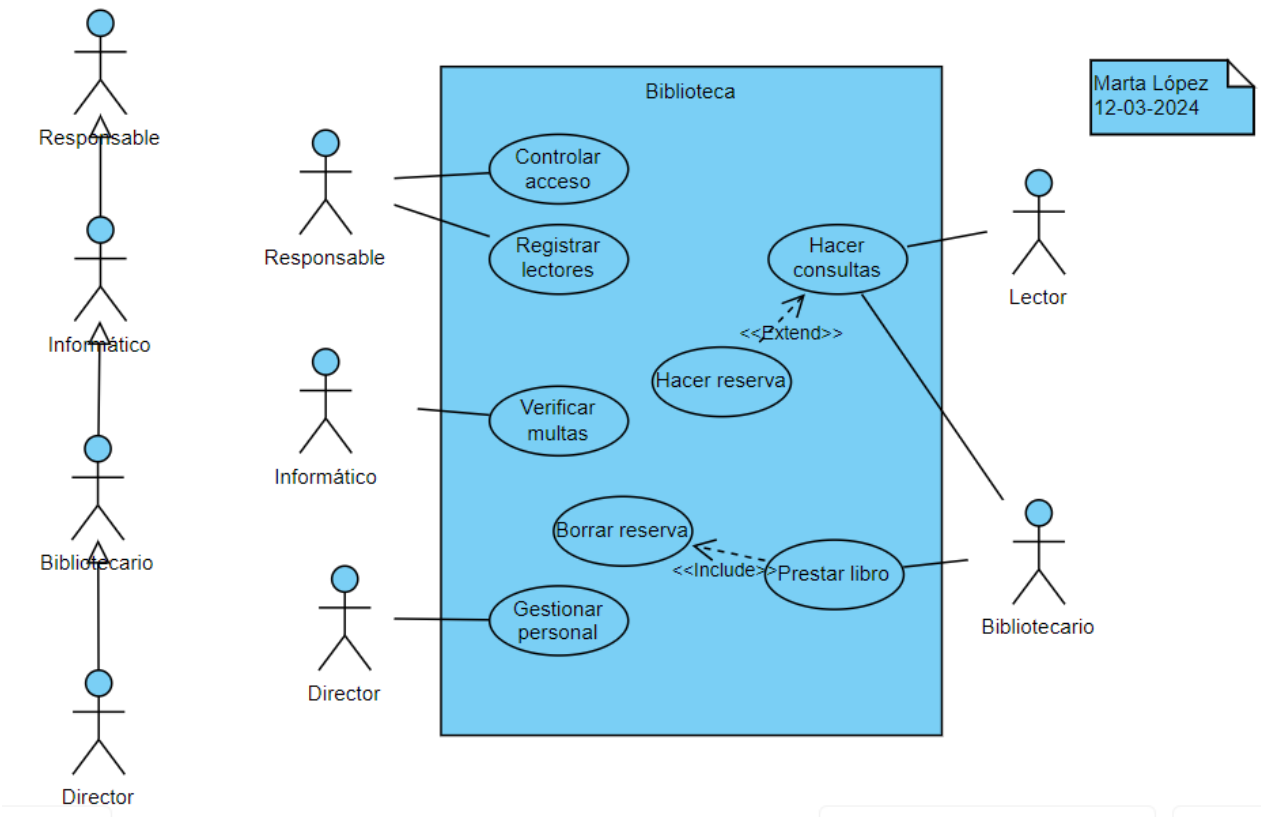 Responsable
Informático
Bibliotecario
Director
Responsable
Informático
Director
Biblioteca
Controlar
acceso
Registrar
lectores
Hacer
consultas
<<Extend>>
Hacer reserva
Verificar
multas
Borrar reserva
<<Include>>
Prestar libro
Gestionar
personal
Marta López
12-03-2024
Lector
Bibliotecario